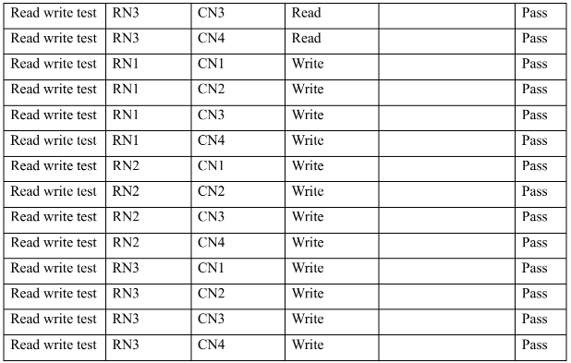 Read write test RN3 CN3 Read Pass
Read write test RN3 CN4 Read Pass
Read write test RN1 CN1 Write Pass
Read write test RN1 CN2 Write Pass
Read write test RN1 CN3 Write Pass
Read write test RN1 CN4 Write Pass
Read write test RN2 CN1 Write Pass
Read write test RN2 CN2 Write Pass
Read write test RN2 CN3 Write Pass
Read write test RN2 CN4 Write Pass
Read write test RN3 CN1 Write Pass
Read write test RN3 CN2 Write Pass
Read write test RN3 CN3 Write Pass
Read write test RN3 CN4 Write Pass